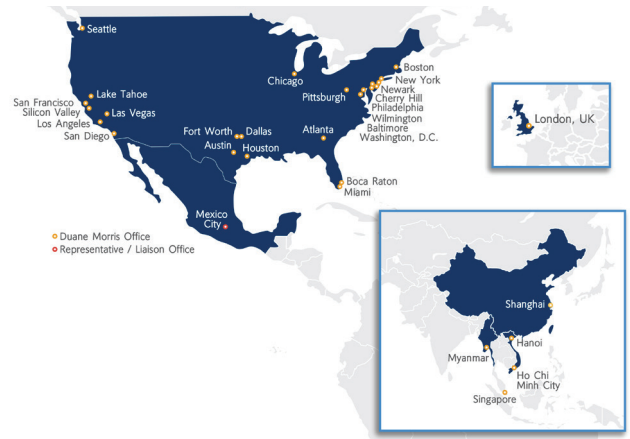 Seattle
Boston
Chicago
New York
Lake Tahoe
Pittsburgh
Newark
Cherry Hill
San Francisco
Philadelphia
Silicon Valley
Las Vegas
Wilmington
Los Angeles
Baltimore
San Diego
Fort Worth
Dallas
Atlanta
Washington, D.C.
Austin
Houston
Boca Raton
Miami
Mexico
City
Duane Morris Office
Representative / Liaison Office
London, UK
Shanghai
Hanoi
Myanmar
Ho Chi
Minh City
Singapore